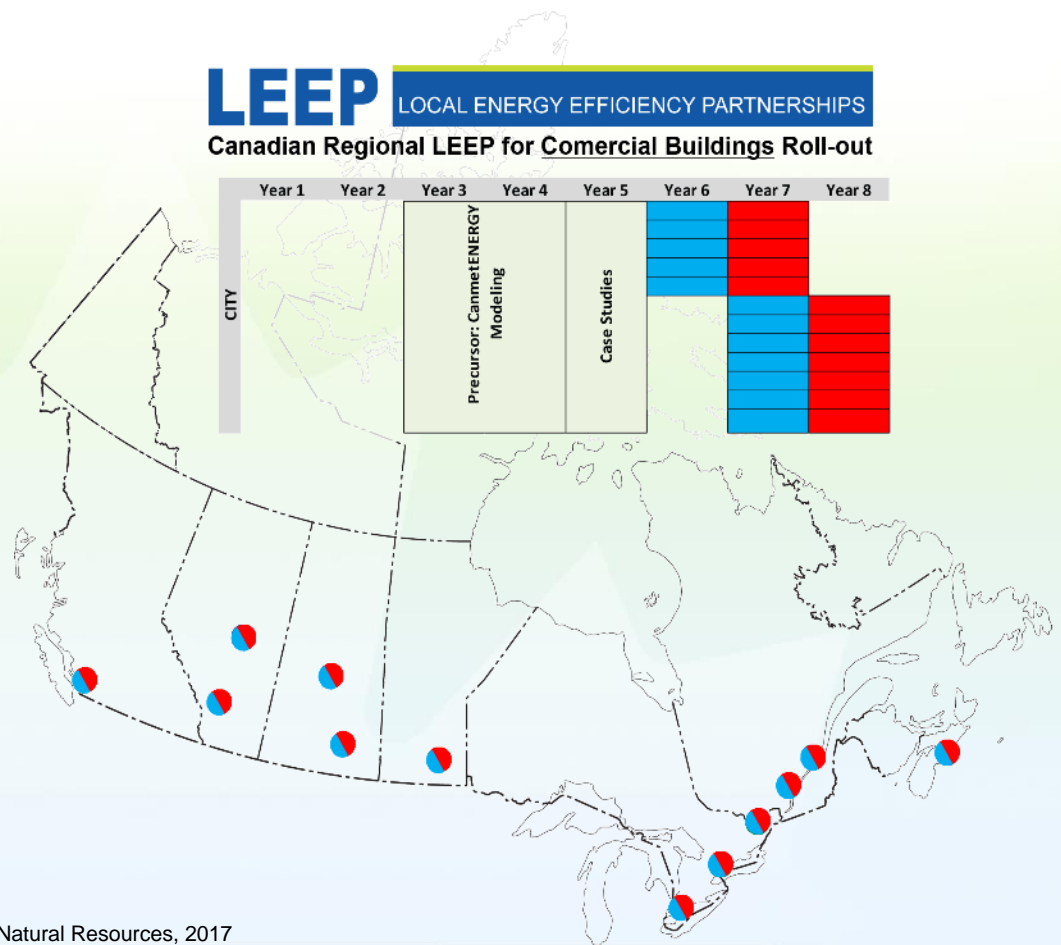 LEEP LOCAL ENERGY EFFICIENCY PARTNERSHIPS
Canadian Regional LEEP for Comercial Buildings Roll-out
Year 1 Year 2 Year 3 Year 4 Year 5 Year 6 Year 7 Year 8
CITY
Precursor: CanmetENERGY
Modeling
Case Studies
Natural Resources, 2017